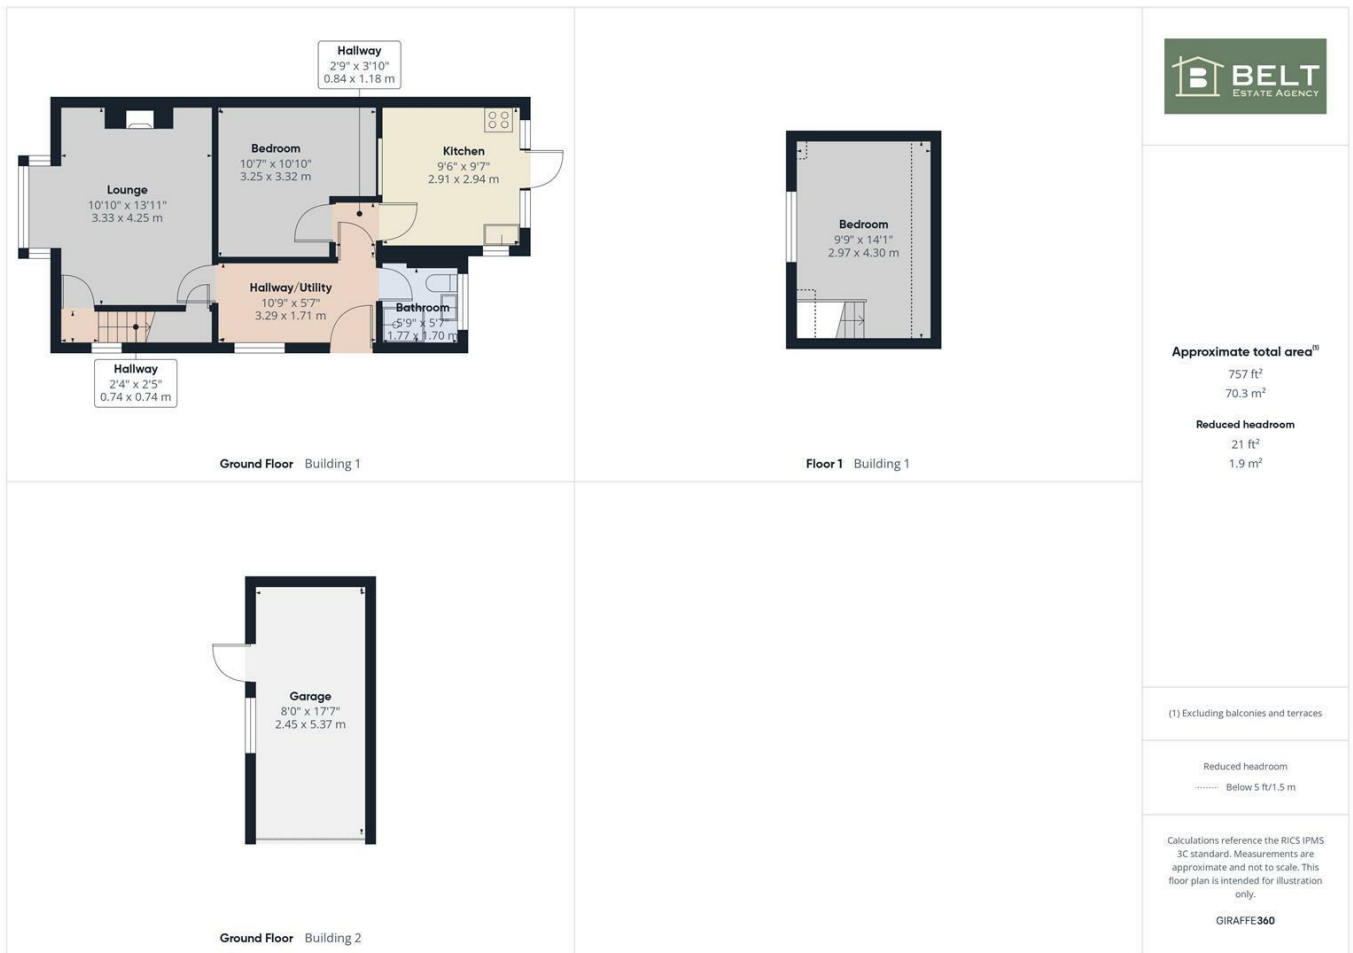 Hallway
2'9" x 3'10"
0.84 x 1.18 m
Lounge
10'10" x 13'11"
3.33 x 4.25 m
Bedroom
10'7" x 10'10"
3.25 x 3.32 m
Kitchen
9'6" x 9'7"
2.91 x 2.94 m
Hallway/Utility
10'9" x 5'7"
3.29 x 1.71 m
Bathroom
5'9" x 5'7"
1.77 x 1.70 m
Hallway
2'4" x 2'5"
0.74 x 0.74 m
Ground Floor Building 1
Bedroom
9'9" x 14'1"
2.97 x 4.30 m
Floor 1 Building 1
Garage
8'0" x 17'7"
2.45 x 5.37 m
Ground Floor Building 2
B BELT
ESTATE AGENCY
Approximate total area(1)
757 ft²
70.3 m²
Reduced headroom
21 ft²
1.9 m²
(1) Excluding balconies and terraces
Reduced headroom
Below 5 ft/1.5 m
Calculations reference the RICS IPMS
3C standard. Measurements are
approximate and not to scale. This
floor plan is intended for illustration
only.
GIRAFFE360